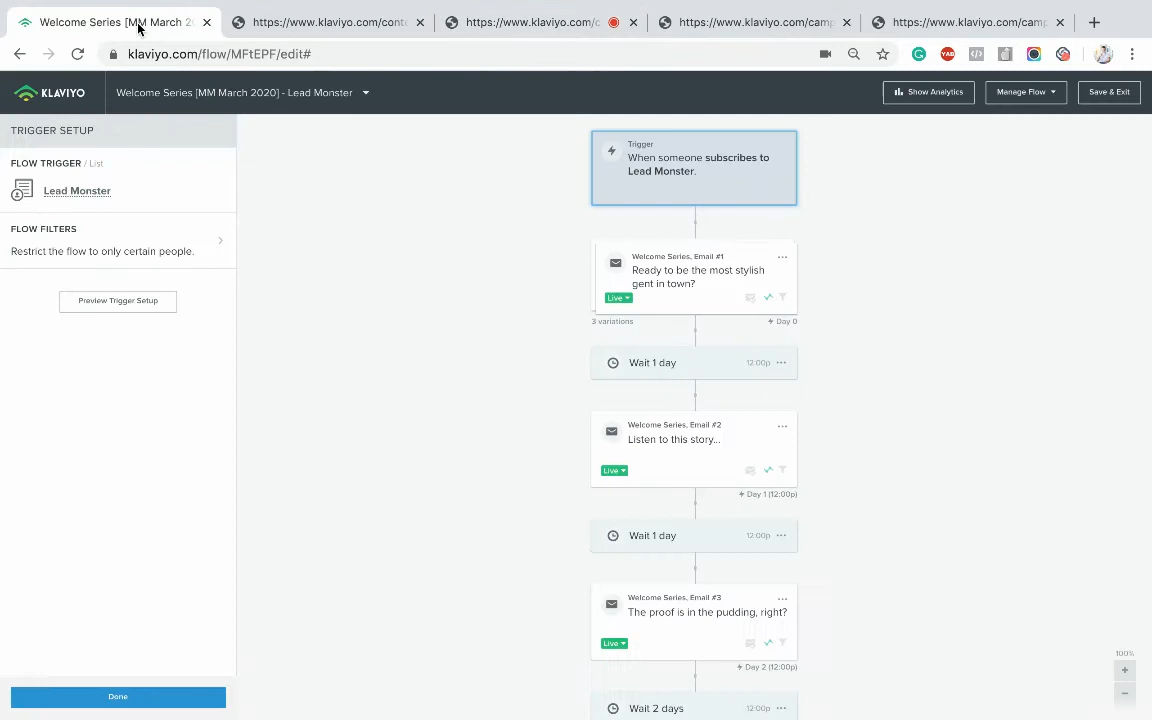 Welcome Series [MM March 20
https://www.klaviyo.com/conte
https://www.klaviyo.com/c
https://www.klaviyo.com/camp
https://www.klaviyo.com/camp
klaviyo.com/flow/MFtEPF/edit#
YAB
KLAVIYO
Welcome Series [MM March 2020] - Lead Monster
Show Analytics
Manage Flow
Save & Exit
TRIGGER SETUP
FLOW TRIGGER / List
Lead Monster
FLOW FILTERS
Restrict the flow to only certain people.
Preview Trigger Setup
Done
Trigger
When someone subscribes to
Lead Monster.
Welcome Series, Email #1
Ready to be the most stylish
gent in town?
Live
3 variations
Day 0
Wait 1 day
12:00p
Welcome Series, Email #2
Listen to this story...
Live
Day 1 (12:00p)
Wait 1 day
12:00p
Welcome Series, Email #3
The proof is in the pudding, right?
Live
Day 2 (12:00p)
Wait 2 days
12:00p
100%